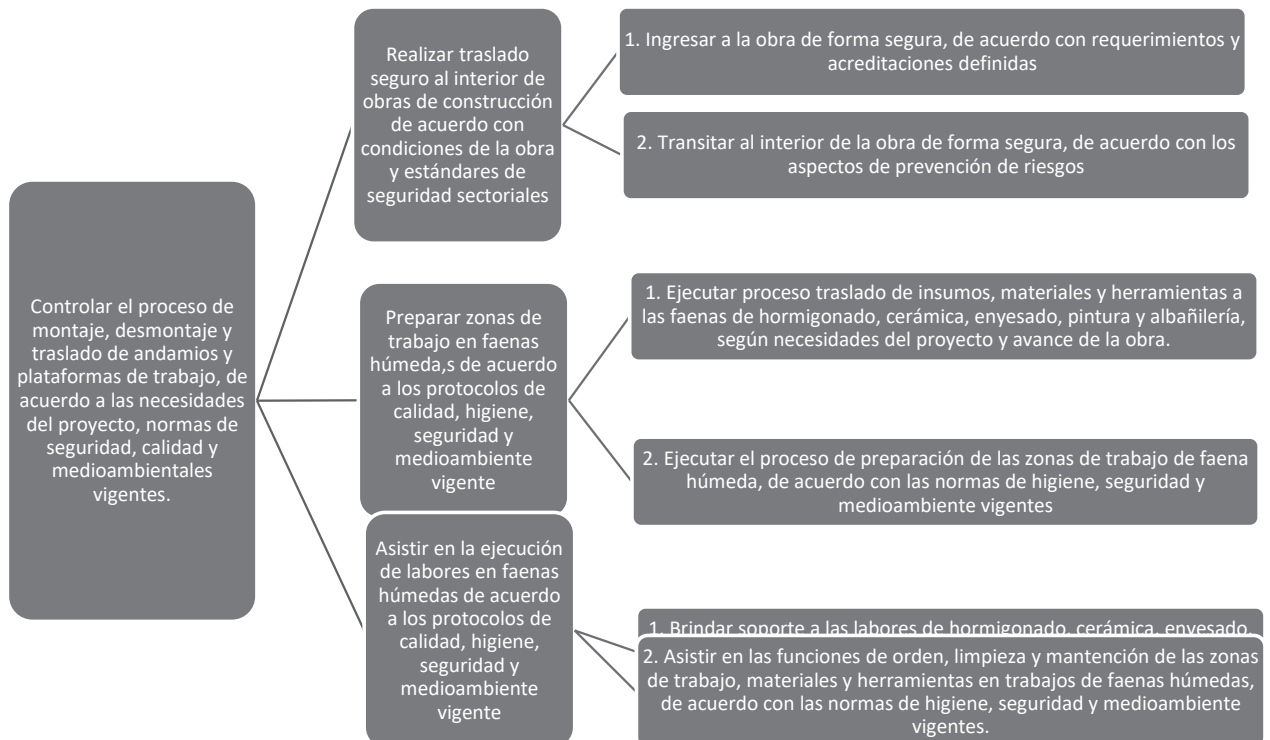 Controlar el proceso de
montaje, desmontaje y
traslado de andamios y
plataformas de trabajo, de
acuerdo a las necesidades
del proyecto, normas de
seguridad, calidad y
medioambientales
vigentes.
Realizar traslado
seguro al interior de
obras de construcción
de acuerdo con
condiciones de la obra
y estándares de
seguridad sectoriales
1. Ingresar a la obra de forma segura, de acuerdo con requerimientos y
acreditaciones definidas
2. Transitar al interior de la obra de forma segura, de acuerdo con los
aspectos de prevención de riesgos
Preparar zonas de
trabajo en faenas
húmeda,s de acuerdo
a los protocolos de
calidad, higiene,
seguridad y
medioambiente
vigente
1. Ejecutar proceso traslado de insumos, materiales y herramientas a
las faenas de hormigonado, cerámica, enyesado, pintura y albañilería,
según necesidades del proyecto y avance de la obra.
2. Ejecutar el proceso de preparación de las zonas de trabajo de faena
húmeda, de acuerdo con las normas de higiene, seguridad y
medioambiente vigentes
Asistir en la ejecución
de labores en faenas
húmedas de acuerdo
a los protocolos de
calidad, higiene,
seguridad y
medioambiente
vigente
1. Brindar soporte a las labores de hormigonado, cerámica, enyesado,
2. Asistir en las funciones de orden, limpieza y mantención de las zonas
de trabajo, materiales y herramientas en trabajos de faenas húmedas,
de acuerdo con las normas de higiene, seguridad y medioambiente
vigentes.